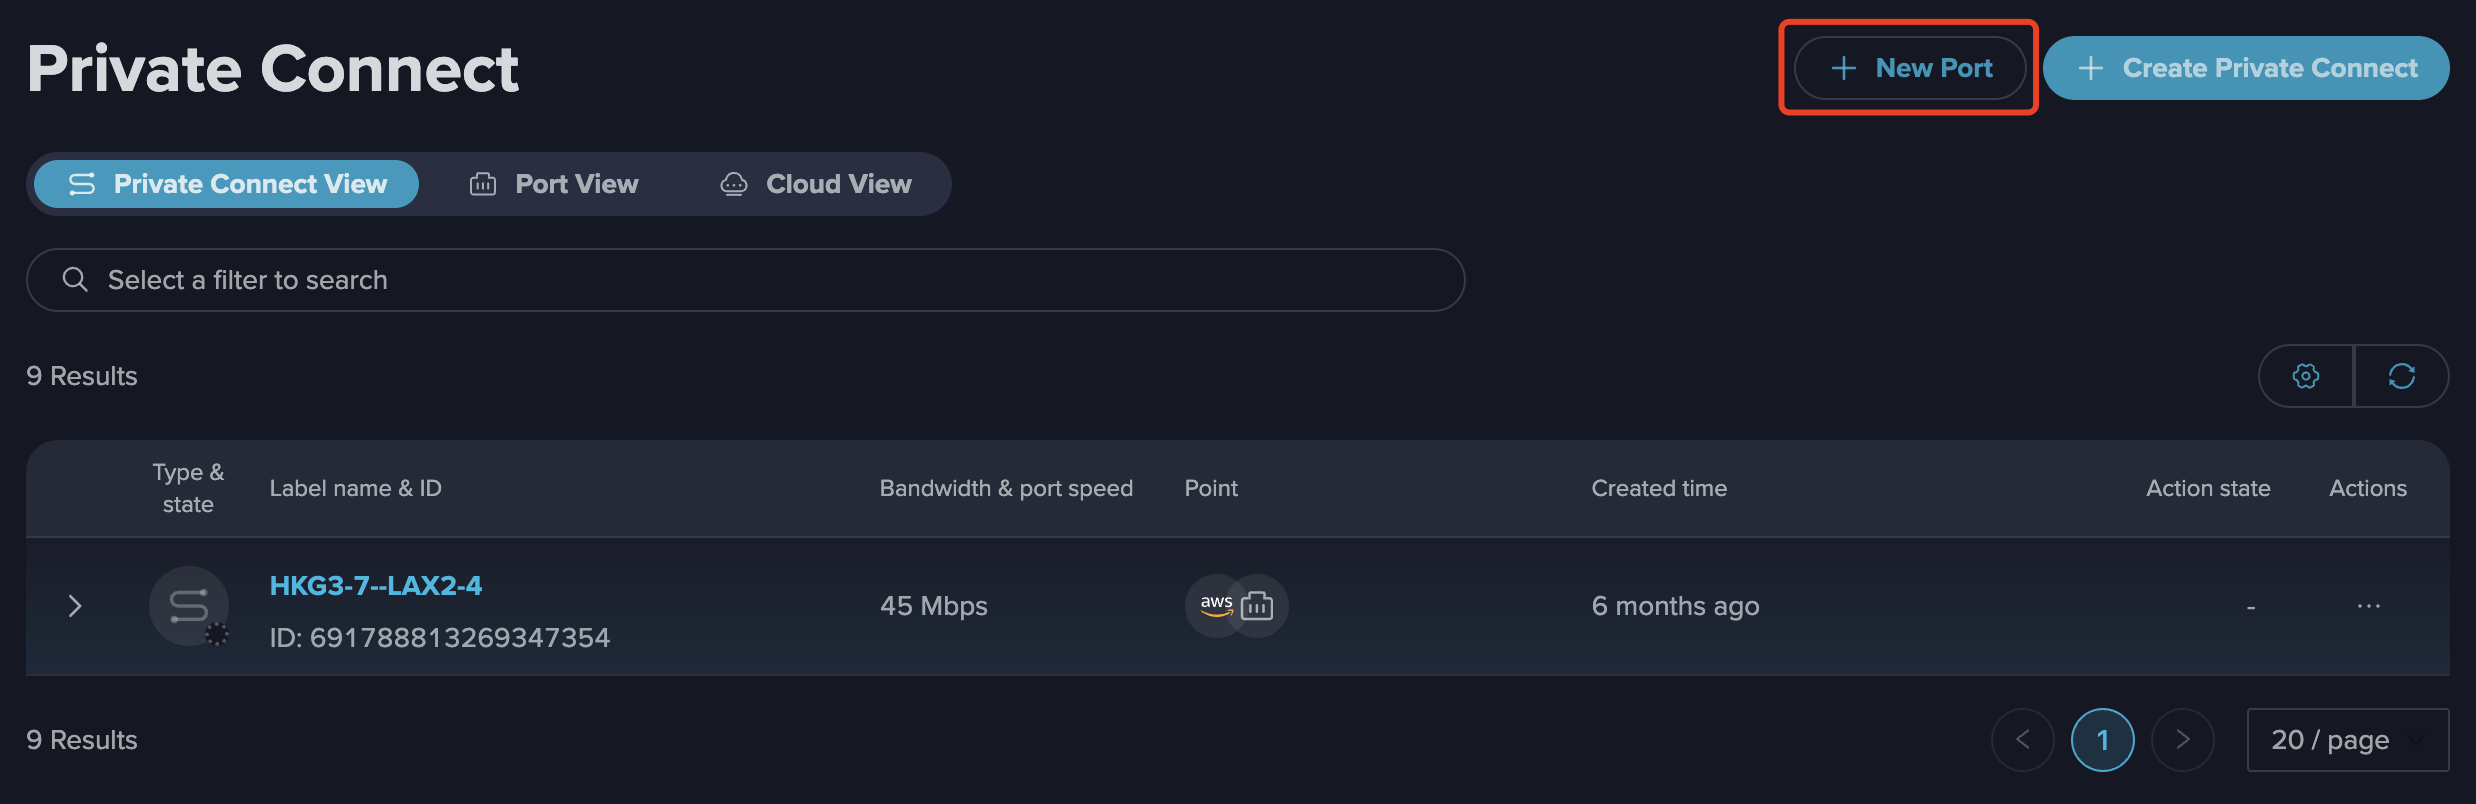 Private Connect
New Port
Create Private Connect
Private Connect View
Port View
Cloud View
Select a filter to search
9 Results
Type &
state
Label name & ID
Bandwidth & port speed
Point
Created time
Action state
Actions
HKG3-7--LAX2-4
ID: 691788813269347354
45 Mbps
aws
6 months ago
-
...
9 Results
1
20 / page